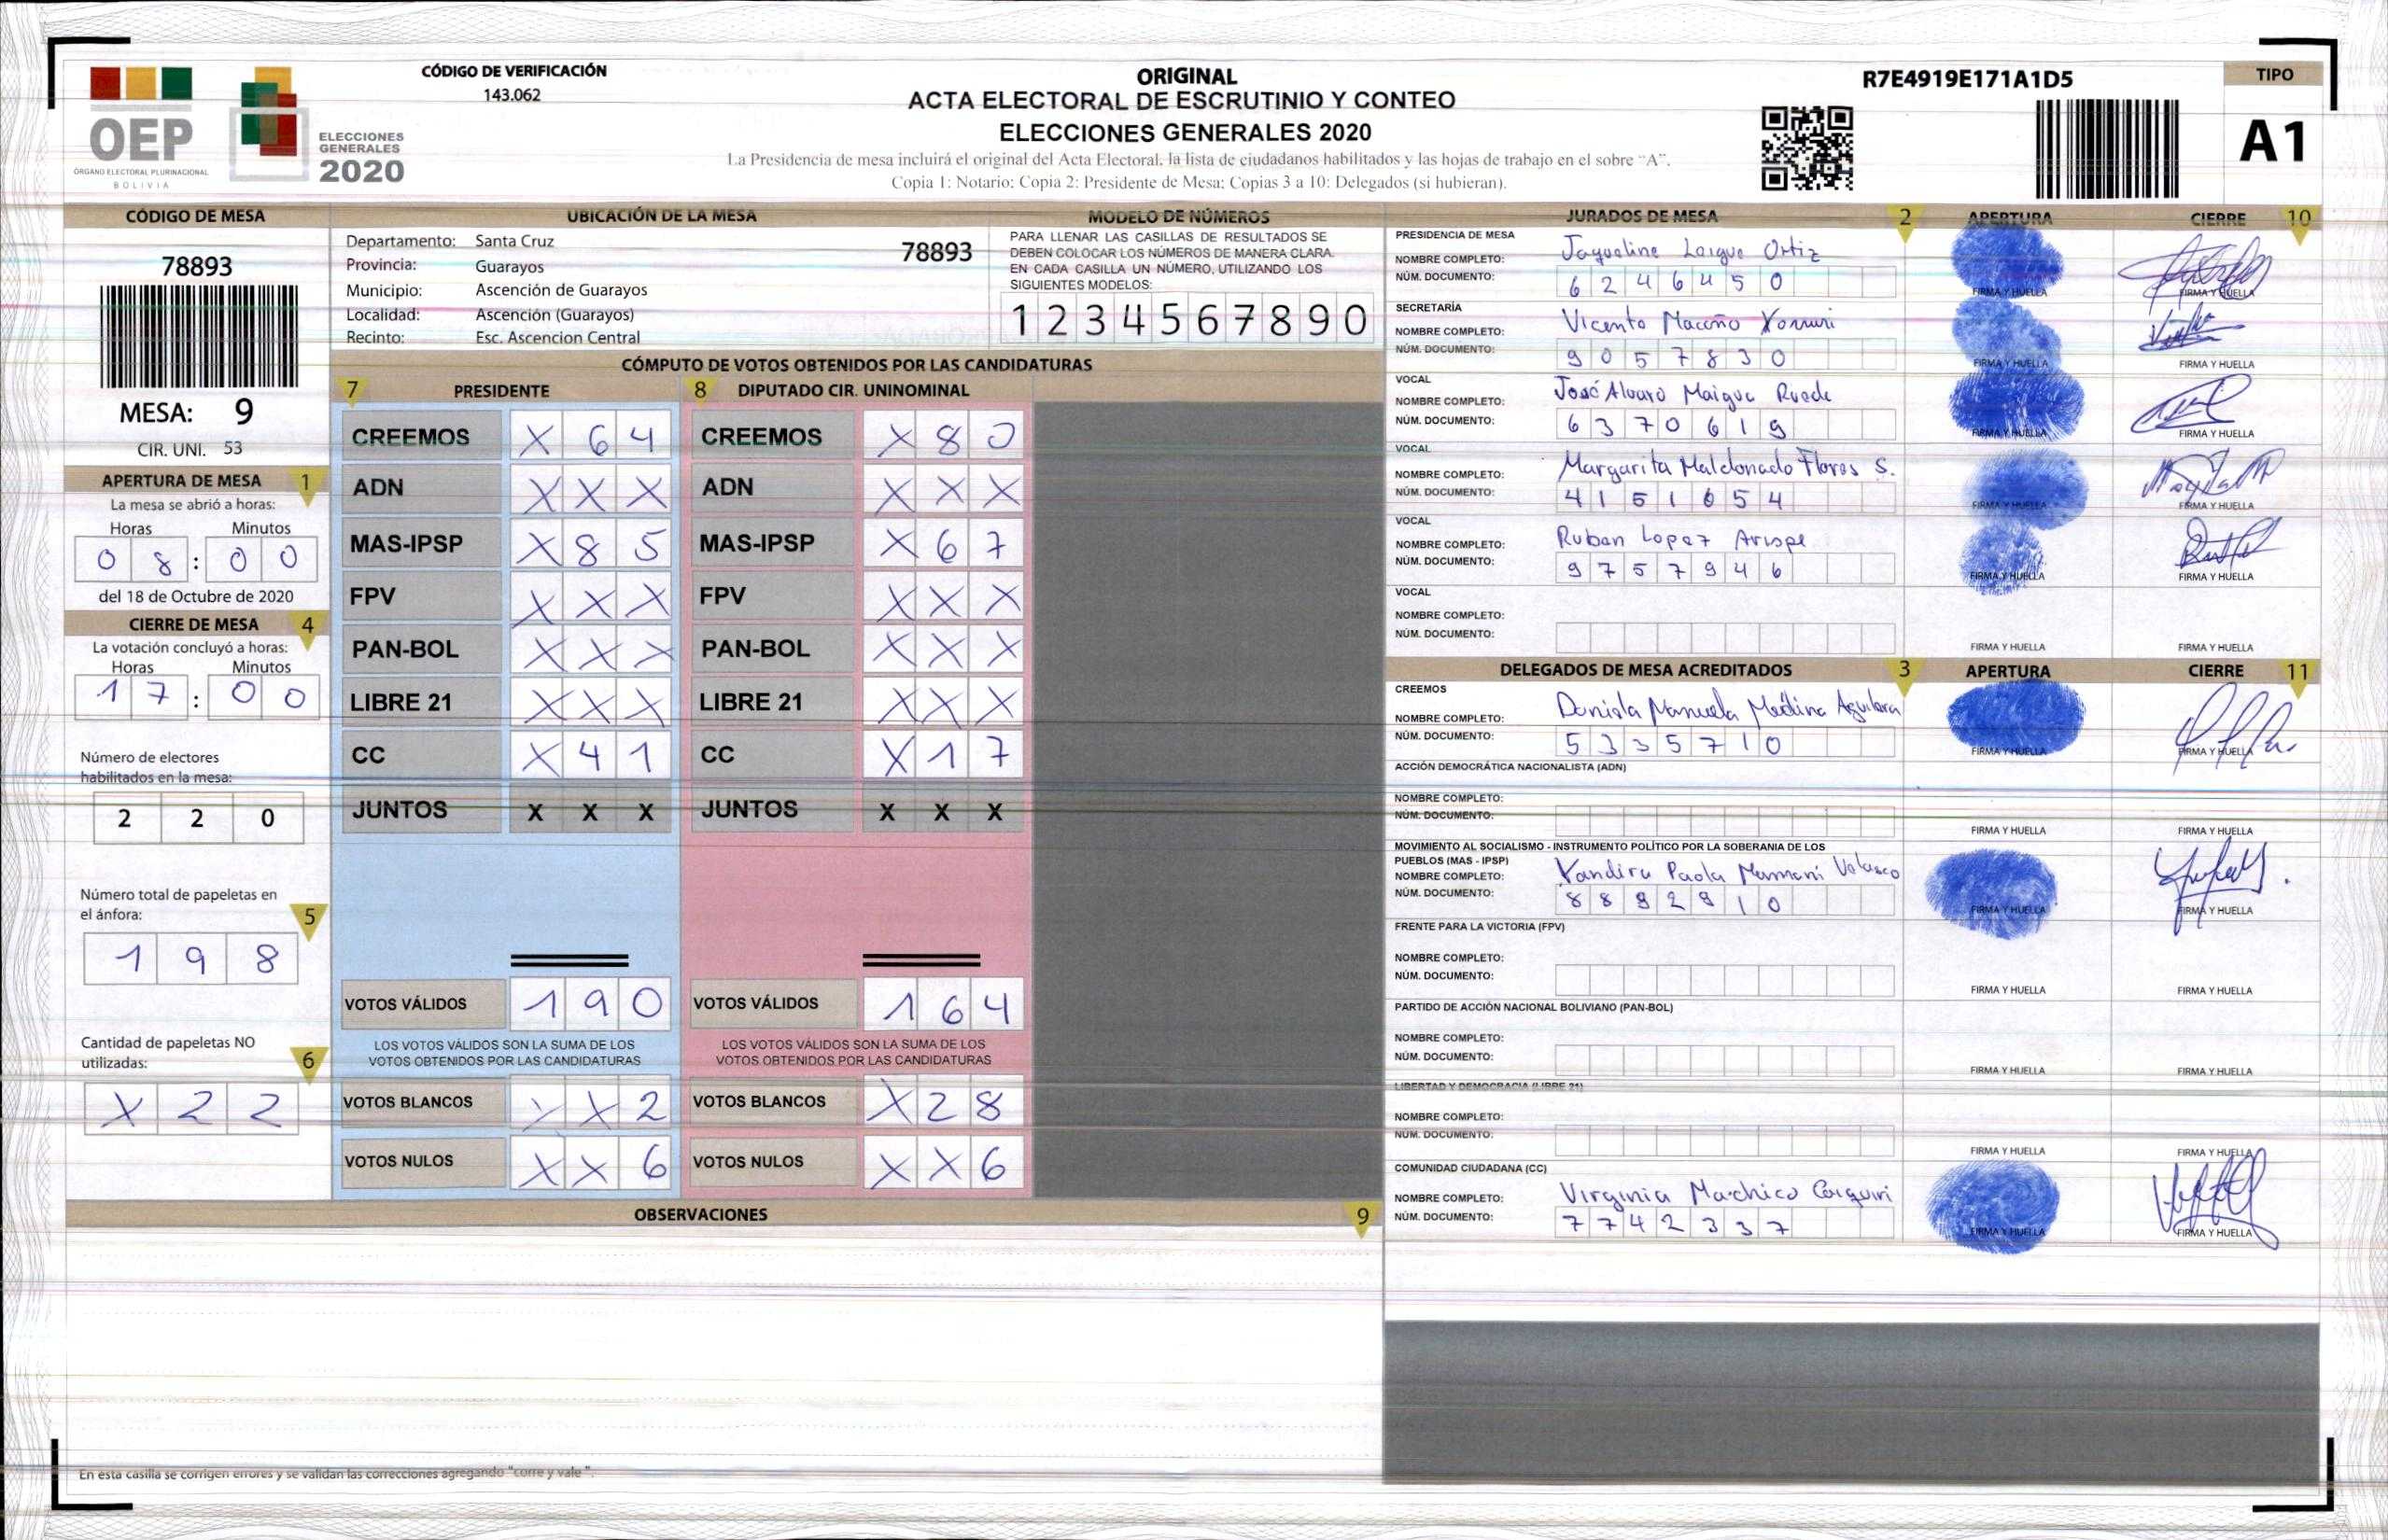 CÓDIGO DE VERIFICACIÓN
143.062
OEP
ÓRGANO ELECTORAL PLURINACIONAL
BOLIVIA
ELECCIONES
GENERALES
2020
ORIGINAL
ACTA ELECTORAL DE ESCRUTINIO Y CONTEO
ELECCIONES GENERALES 2020
La Presidencia de mesa incluirá el original del Acta Electoral, la lista de ciudadanos habilitados y las hojas de trabajo en el sobre "A".
Copia 1: Notario; Copia 2: Presidente de Mesa; Copias 3 a 10: Delegados (si hubieran).
R7E4919E171A1D5
TIPO
A1
CÓDIGO DE MESA
78893
MESA: 9
CIR. UNI. 53
APERTURA DE MESA 1
La mesa se abrió a horas:
Horas Minutos
0 8 : 0 0
del 18 de Octubre de 2020
CIERRE DE MESA 4
La votación concluyó a horas:
Horas Minutos
1 7 : 0 0
Número de electores
habilitados en la mesa:
2 2 0
Número total de papeletas en
el ánfora: 5
1 9 8
Cantidad de papeletas NO
utilizadas: 6
X 2 2
UBICACIÓN DE LA MESA
Departamento: Santa Cruz
78893
Provincia: Guarayos
Municipio: Ascención de Guarayos
Localidad: Ascención (Guarayos)
Recinto: Esc. Ascencion Central
MODELO DE NÚMEROS
PARA LLENAR LAS CASILLAS DE RESULTADOS SE
DEBEN COLOCAR LOS NÚMEROS DE MANERA CLARA.
EN CADA CASILLA UN NÚMERO, UTILIZANDO LOS
SIGUIENTES MODELOS:
1 2 3 4 5 6 7 8 9 0
CÓMPUTO DE VOTOS OBTENIDOS POR LAS CANDIDATURAS
7 PRESIDENTE 8 DIPUTADO CIR. UNINOMINAL
CREEMOS X 6 4 CREEMOS X 8 0
ADN X X X ADN X X X
MAS-IPSP X 8 5 MAS-IPSP X 6 7
FPV X X X FPV X X X
PAN-BOL X X X PAN-BOL X X X
LIBRE 21 X X X LIBRE 21 X X X
CC X 4 1 CC X 1 7
JUNTOS X X X JUNTOS X X X
VOTOS VÁLIDOS 1 9 0 VOTOS VÁLIDOS 1 6 4
LOS VOTOS VÁLIDOS SON LA SUMA DE LOS LOS VOTOS VÁLIDOS SON LA SUMA DE LOS
VOTOS OBTENIDOS POR LAS CANDIDATURAS VOTOS OBTENIDOS POR LAS CANDIDATURAS
VOTOS BLANCOS X X 2 VOTOS BLANCOS X 2 8
VOTOS NULOS X X 6 VOTOS NULOS X X 6
OBSERVACIONES 9
En esta casilla se corrigen errores y se validan las correcciones agregando "corre y vale ".
JURADOS DE MESA 2 APERTURA CIERRE 10
PRESIDENCIA DE MESA
NOMBRE COMPLETO: Ortiz
NÚM. DOCUMENTO: 6 2 4 6 4 5 0
FIRMA Y HUELLA FIRMA Y HUELLA
SECRETARÍA
NOMBRE COMPLETO:
NÚM. DOCUMENTO: 9 0 5 7 8 3 0
FIRMA Y HUELLA FIRMA Y HUELLA
VOCAL
NOMBRE COMPLETO: José Alvaro
NÚM. DOCUMENTO: 6 3 7 0 6 1 9
FIRMA Y HUELLA FIRMA Y HUELLA
VOCAL
NOMBRE COMPLETO: Margarita Maldonado Flores S.
NÚM. DOCUMENTO: 4 1 5 1 6 5 4
FIRMA Y HUELLA FIRMA Y HUELLA
VOCAL
NOMBRE COMPLETO: Ruban Lopez Arispe
NÚM. DOCUMENTO: 9 7 5 7 9 4 6
FIRMA Y HUELLA FIRMA Y HUELLA
VOCAL
NOMBRE COMPLETO:
NÚM. DOCUMENTO:
FIRMA Y HUELLA FIRMA Y HUELLA
DELEGADOS DE MESA ACREDITADOS 3 APERTURA CIERRE 11
CREEMOS
NOMBRE COMPLETO: Daniela Manuela Medina Aguilera
NÚM. DOCUMENTO: 5 3 3 5 7 1 0
FIRMA Y HUELLA FIRMA Y HUELLA
ACCIÓN DEMOCRÁTICA NACIONALISTA (ADN)
NOMBRE COMPLETO:
NÚM. DOCUMENTO:
FIRMA Y HUELLA FIRMA Y HUELLA
MOVIMIENTO AL SOCIALISMO - INSTRUMENTO POLÍTICO POR LA SOBERANIA DE LOS
PUEBLOS (MAS - IPSP)
NOMBRE COMPLETO: Yandira Paola Mamani Velasco
NÚM. DOCUMENTO: 8 8 9 2 9 1 0
FIRMA Y HUELLA FIRMA Y HUELLA
FRENTE PARA LA VICTORIA (FPV)
NOMBRE COMPLETO:
NÚM. DOCUMENTO:
FIRMA Y HUELLA FIRMA Y HUELLA
PARTIDO DE ACCIÓN NACIONAL BOLIVIANO (PAN-BOL)
NOMBRE COMPLETO:
NÚM. DOCUMENTO:
FIRMA Y HUELLA FIRMA Y HUELLA
LIBERTAD Y DEMOCRACIA (LIBRE 21)
NOMBRE COMPLETO:
NÚM. DOCUMENTO:
FIRMA Y HUELLA FIRMA Y HUELLA
COMUNIDAD CIUDADANA (CC)
NOMBRE COMPLETO: Virginia Machico
NÚM. DOCUMENTO: 7 7 4 2 3 3 7
FIRMA Y HUELLA FIRMA Y HUELLA